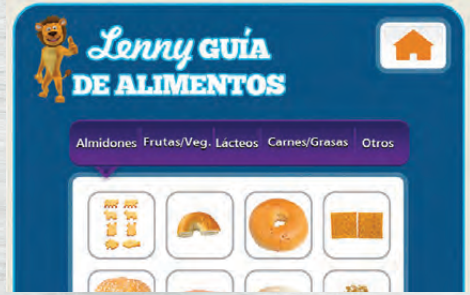 Lenny GUÍA
DE ALIMENTOS
Almidones Frutas/Veg. Lácteos Carnes/Grasas Otros